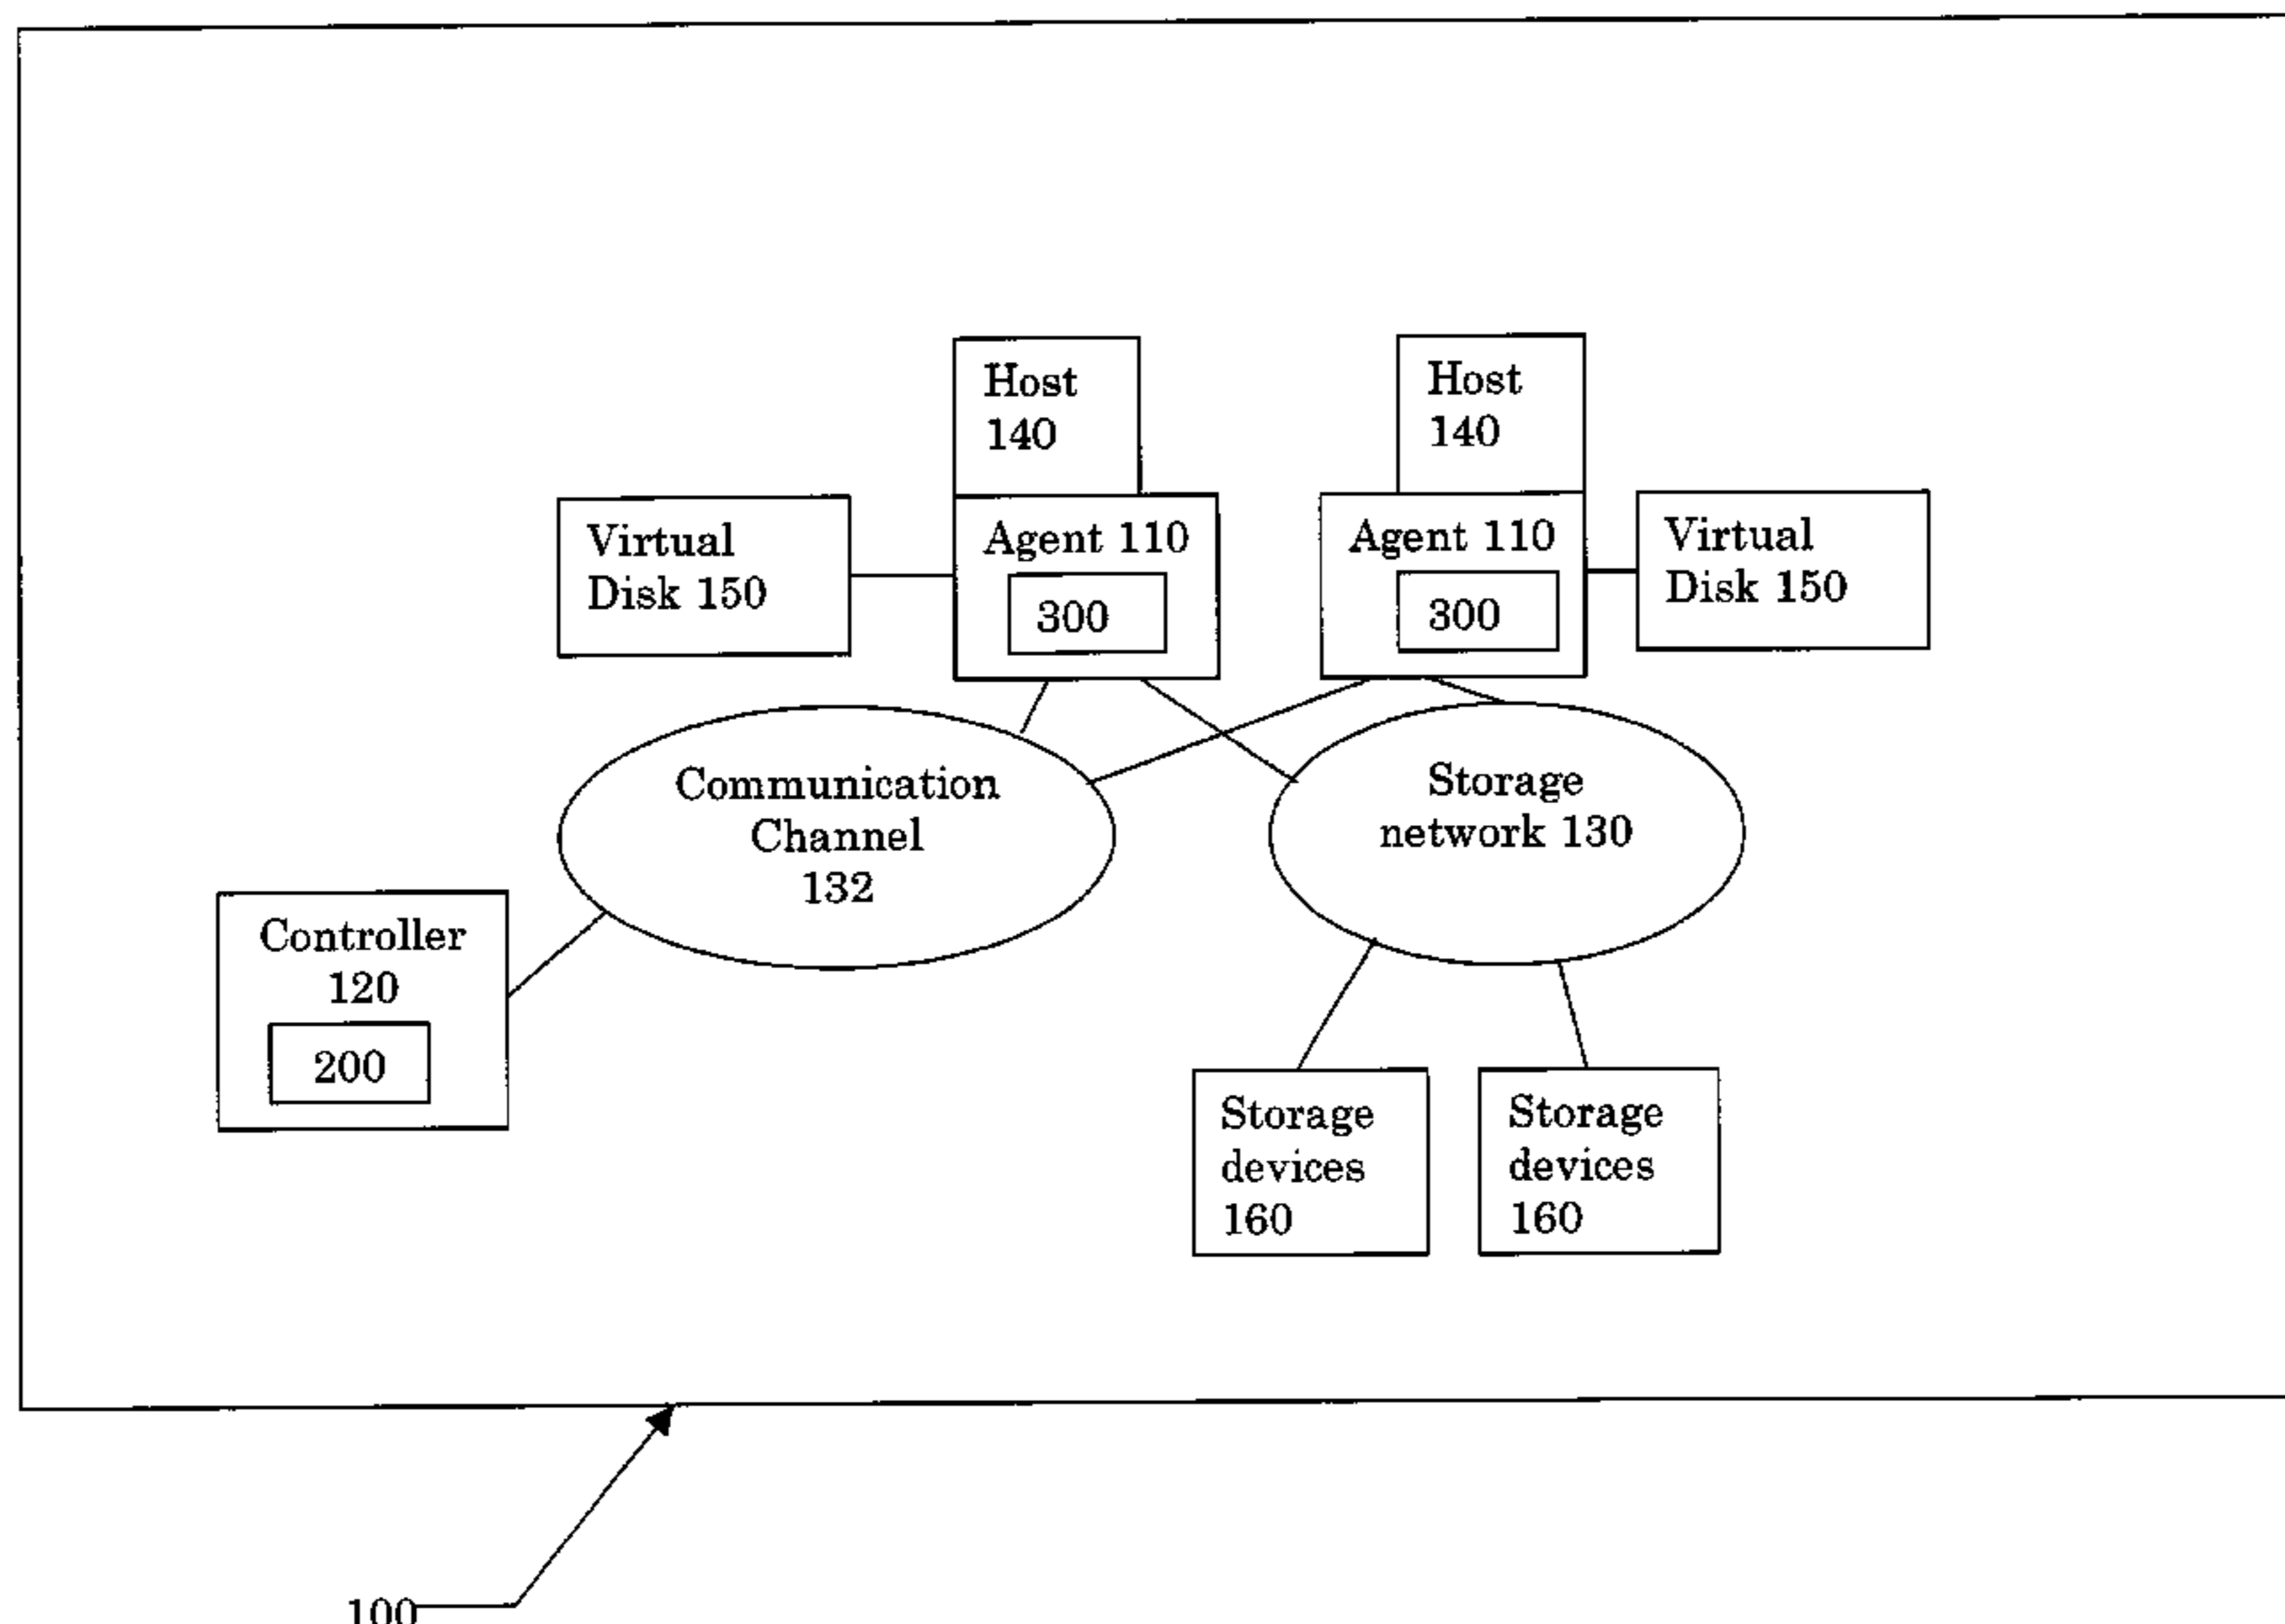 Host
140
Host
140
Virtual
Disk 150
Agent 110
300
Agent 110
300
Virtual
Disk 150
Communication
Channel
132
Storage
network 130
Controller
120
200
Storage
devices
160
Storage
devices
160
100